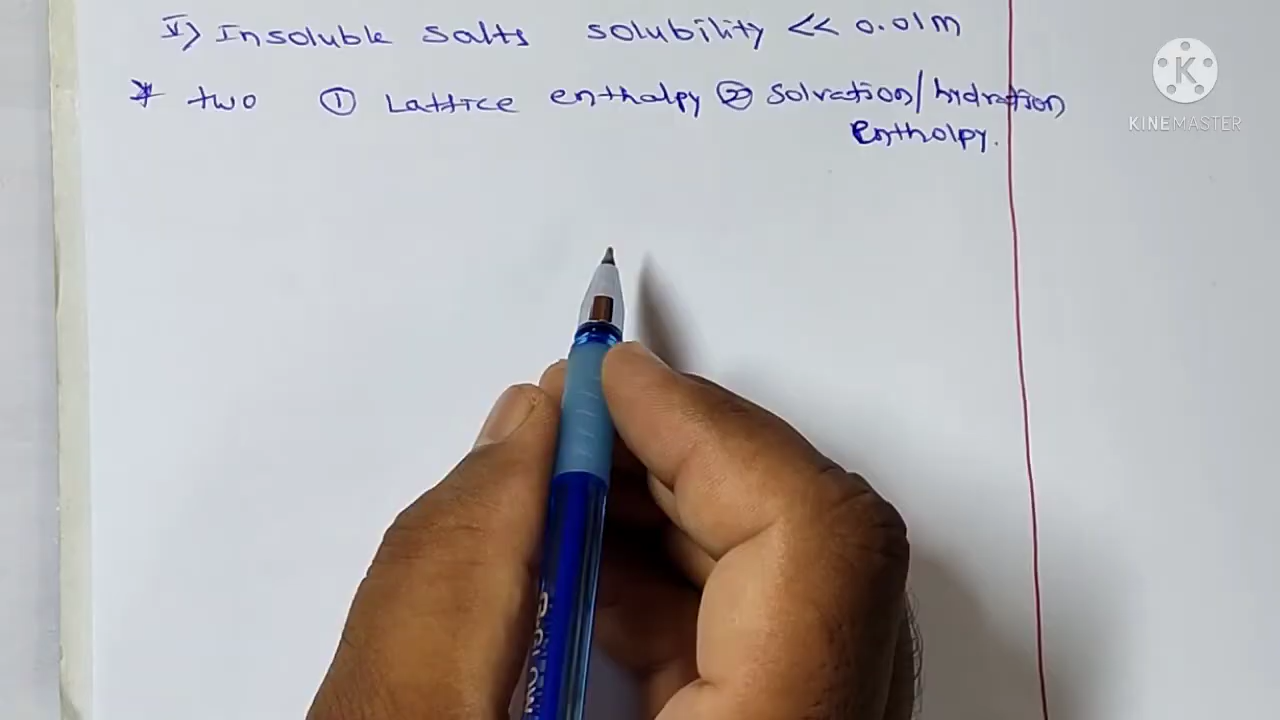 V) Insoluble salts solubility << 0.01M
* two ① Lattice enthalpy ② solvation/hydration
enthalpy.
K
KINEMASTER